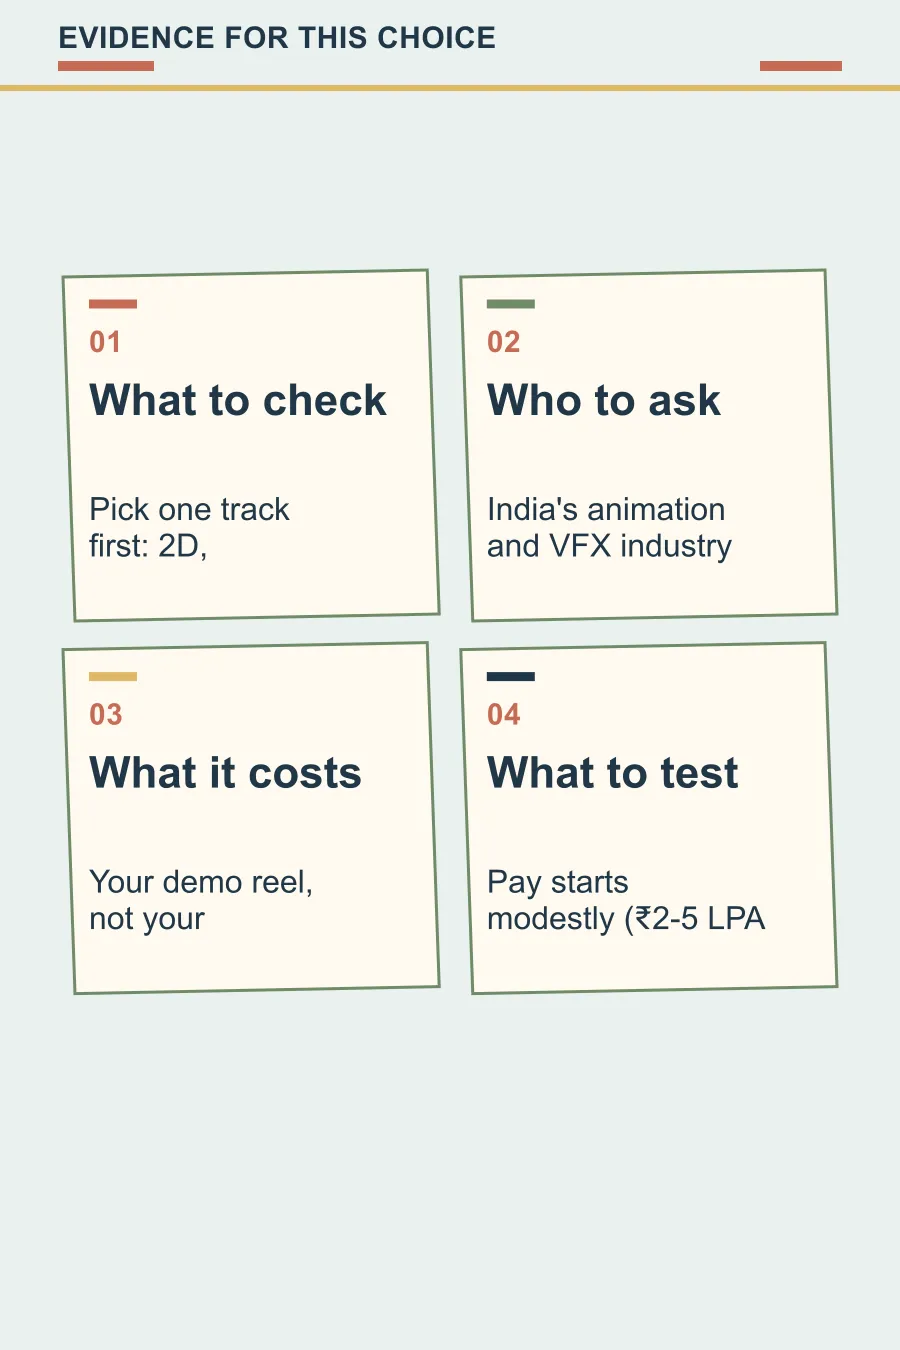 EVIDENCE FOR THIS CHOICE
01
What to check
Pick one track
first: 2D,
02
Who to ask
India's animation
and VFX industry
03
What it costs
Your demo reel,
not your
04
What to test
Pay starts
modestly (₹2-5 LPA